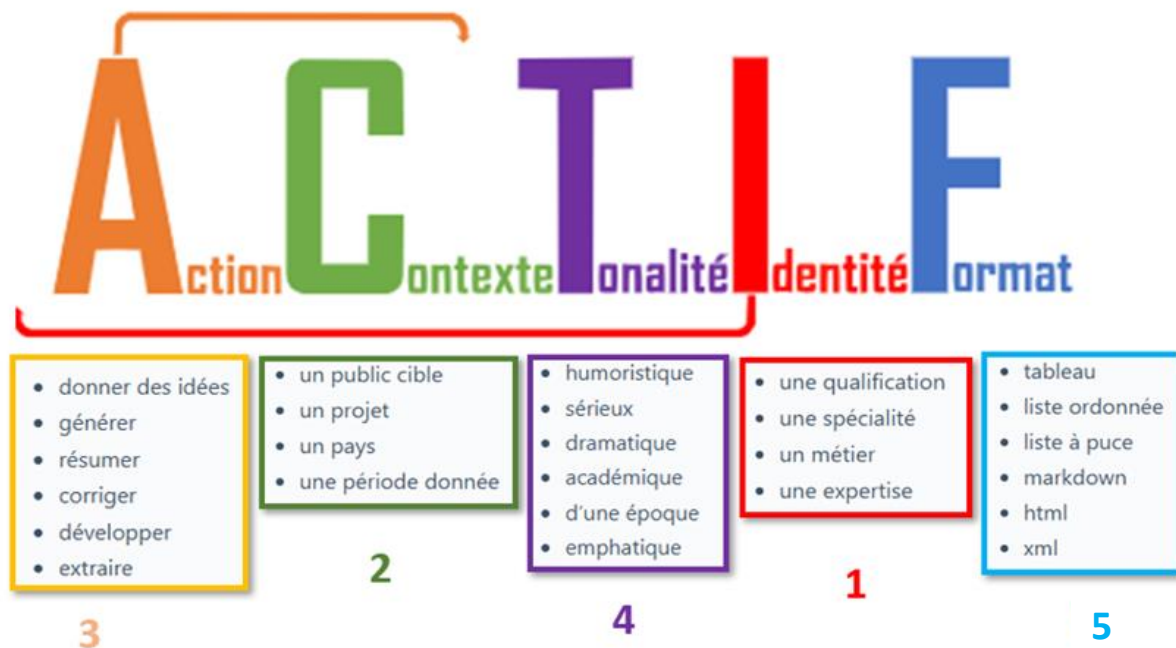 Action Contexte Tonalité Identité Format
• donner des idées
• générer
• résumer
• corriger
• développer
• extraire
3
• un public cible
• un projet
• un pays
• une période donnée
2
• humoristique
• sérieux
• dramatique
• académique
• d'une époque
• emphatique
4
• une qualification
• une spécialité
• un métier
• une expertise
1
• tableau
• liste ordonnée
• liste à puce
• markdown
• html
• xml
5